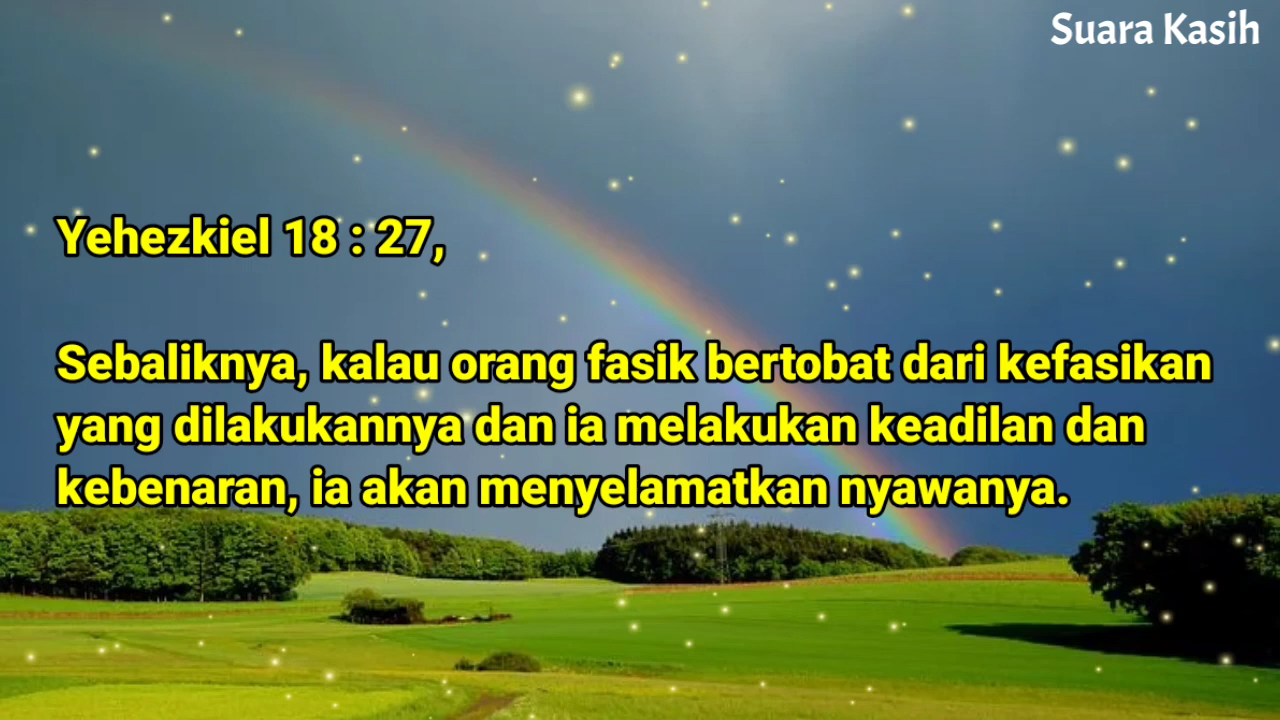 Suara Kasih
Yehezkiel 18 : 27,
Sebaliknya, kalau orang fasik bertobat dari kefasikan
yang dilakukannya dan ia melakukan keadilan dan
kebenaran, ia akan menyelamatkan nyawanya.